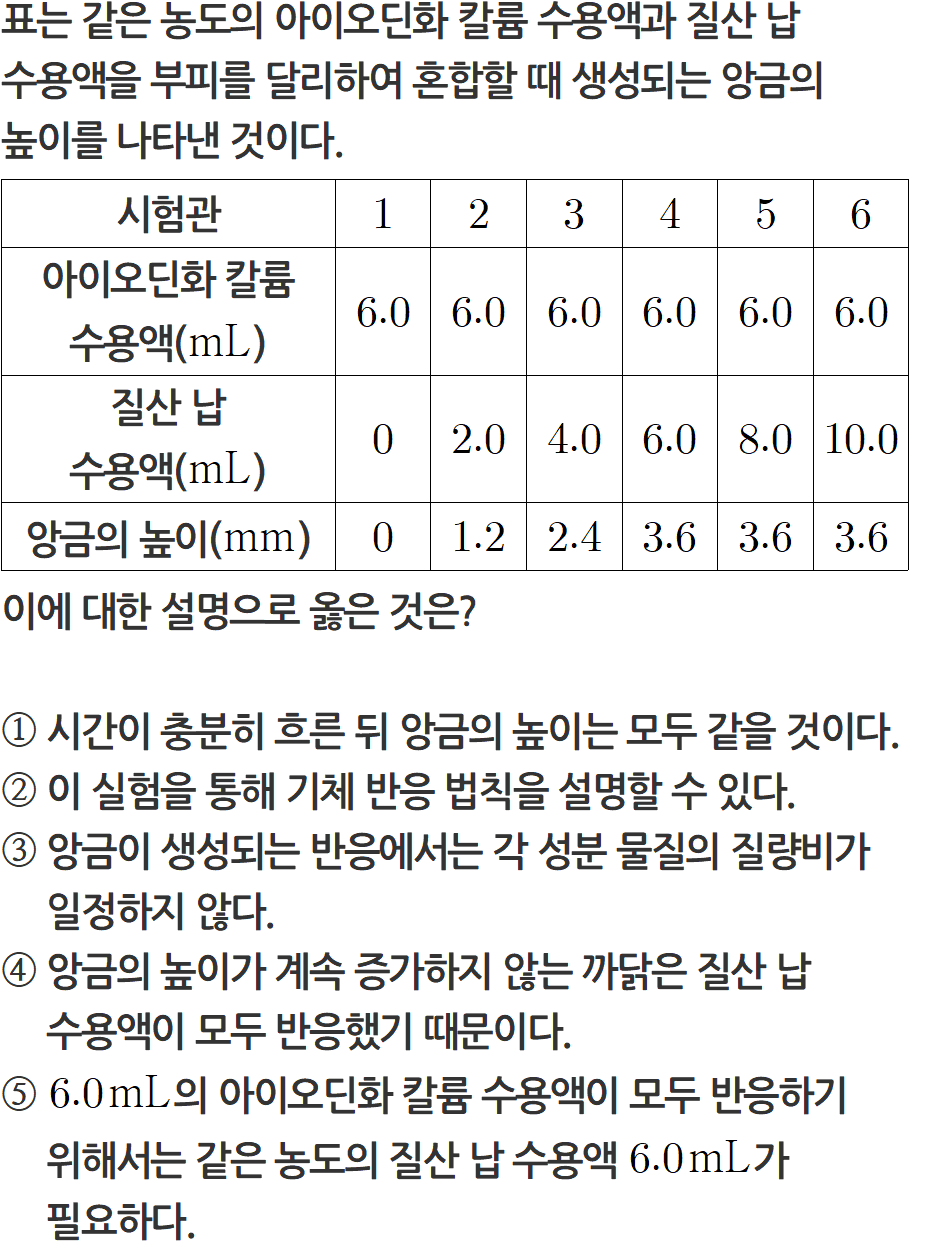 표는 같은 농도의 아이오딘화 칼륨 수용액과 질산 납
수용액을 부피를 달리하여 혼합할 때 생성되는 앙금의
높이를 나타낸 것이다.
시험관 1 2 3 4 5 6
아이오딘화 칼륨
수용액(mL) 6.0 6.0 6.0 6.0 6.0 6.0
질산 납
수용액(mL) 0 2.0 4.0 6.0 8.0 10.0
앙금의 높이(mm) 0 1.2 2.4 3.6 3.6 3.6
이에 대한 설명으로 옳은 것은?
① 시간이 충분히 흐른 뒤 앙금의 높이는 모두 같을 것이다.
② 이 실험을 통해 기체 반응 법칙을 설명할 수 있다.
③ 앙금이 생성되는 반응에서는 각 성분 물질의 질량비가
일정하지 않다.
④ 앙금의 높이가 계속 증가하지 않는 까닭은 질산 납
수용액이 모두 반응했기 때문이다.
⑤ 6.0mL의 아이오딘화 칼륨 수용액이 모두 반응하기
위해서는 같은 농도의 질산 납 수용액 6.0mL가
필요하다.